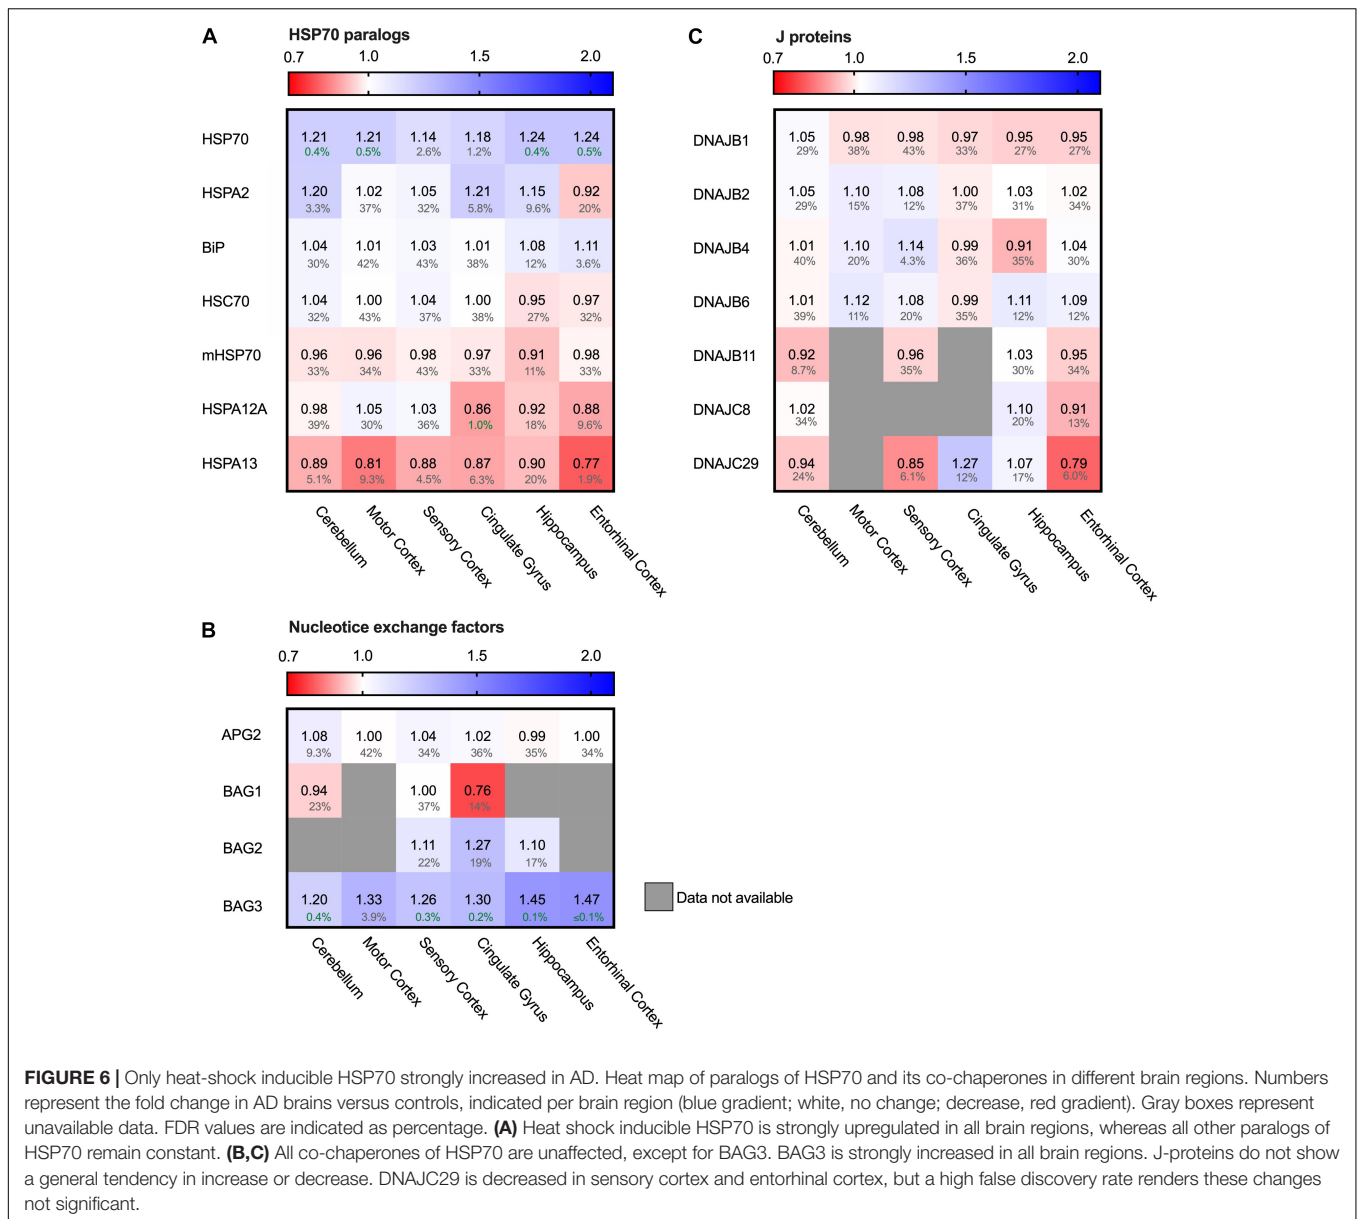 A
HSP70 paralogs
0.7 1.0 1.5 2.0
HSP70 1.21 1.21 1.14 1.18 1.24 1.24
0.4% 0.5% 2.6% 1.2% 0.4% 0.5%
HSPA2 1.20 1.02 1.05 1.21 1.15 0.92
3.3% 37% 32% 5.8% 9.6% 20%
BiP 1.04 1.01 1.03 1.01 1.08 1.11
30% 42% 43% 38% 12% 3.6%
HSC70 1.04 1.00 1.04 1.00 0.95 0.97
32% 43% 37% 38% 27% 32%
mHSP70 0.96 0.96 0.98 0.97 0.91 0.98
33% 34% 43% 33% 11% 33%
HSPA12A 0.98 1.05 1.03 0.86 0.92 0.88
39% 30% 36% 1.0% 18% 9.6%
HSPA13 0.89 0.81 0.88 0.87 0.90 0.77
5.1% 9.3% 4.5% 6.3% 20% 1.9%
Cerebellum
Motor Cortex
Sensory Cortex
Cingulate Gyrus
Hippocampus
Entorhinal Cortex
C
J proteins
0.7 1.0 1.5 2.0
DNAJB1 1.05 0.98 0.98 0.97 0.95 0.95
29% 38% 43% 33% 27% 27%
DNAJB2 1.05 1.10 1.08 1.00 1.03 1.02
29% 15% 12% 37% 31% 34%
DNAJB4 1.01 1.10 1.14 0.99 0.91 1.04
40% 20% 4.3% 36% 35% 30%
DNAJB6 1.01 1.12 1.08 0.99 1.11 1.09
39% 11% 20% 35% 12% 12%
DNAJB11 0.92 0.96 1.03 0.95
8.7% 35% 30% 34%
DNAJC8 1.02 1.10 0.91
34% 20% 13%
DNAJC29 0.94 0.85 1.27 1.07 0.79
24% 6.1% 12% 17% 6.0%
Cerebellum
Motor Cortex
Sensory Cortex
Cingulate Gyrus
Hippocampus
Entorhinal Cortex
B
Nucleotice exchange factors
0.7 1.0 1.5 2.0
APG2 1.08 1.00 1.04 1.02 0.99 1.00
9.3% 42% 34% 36% 35% 34%
BAG1 0.94 1.00 0.76
23% 37% 14%
BAG2 1.11 1.27 1.10
22% 19% 17%
BAG3 1.20 1.33 1.26 1.30 1.45 1.47
0.4% 3.9% 0.3% 0.2% 0.1% ≤0.1%
Cerebellum
Motor Cortex
Sensory Cortex
Cingulate Gyrus
Hippocampus
Entorhinal Cortex
Data not available
FIGURE 6 | Only heat-shock inducible HSP70 strongly increased in AD. Heat map of paralogs of HSP70 and its co-chaperones in different brain regions. Numbers
represent the fold change in AD brains versus controls, indicated per brain region (blue gradient; white, no change; decrease, red gradient). Gray boxes represent
unavailable data. FDR values are indicated as percentage. (A) Heat shock inducible HSP70 is strongly upregulated in all brain regions, whereas all other paralogs of
HSP70 remain constant. (B,C) All co-chaperones of HSP70 are unaffected, except for BAG3. BAG3 is strongly increased in all brain regions. J-proteins do not show
a general tendency in increase or decrease. DNAJC29 is decreased in sensory cortex and entorhinal cortex, but a high false discovery rate renders these changes
not significant.